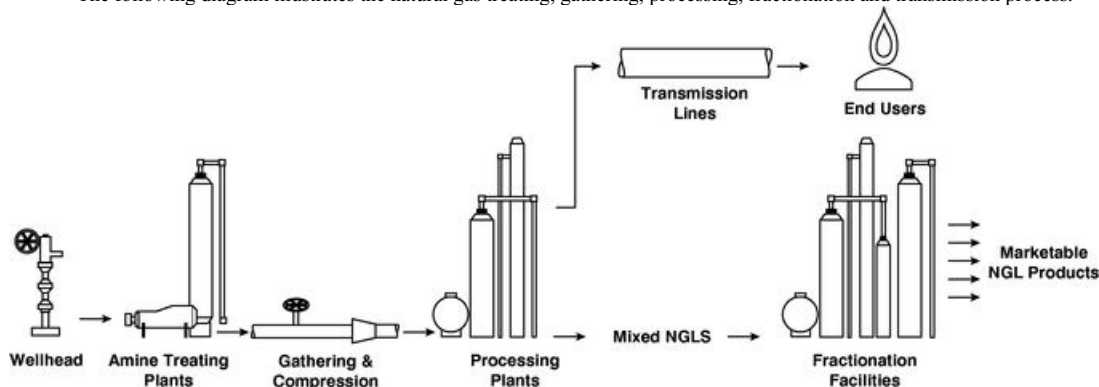 The following diagram illustrates the natural gas treating, gathering, processing, fractionation and transmission process.
Transmission
Lines
End Users
Wellhead
Amine Treating
Plants
Gathering &
Compression
Processing
Plants
Mixed NGLS
Fractionation
Facilities
Marketable
NGL Products